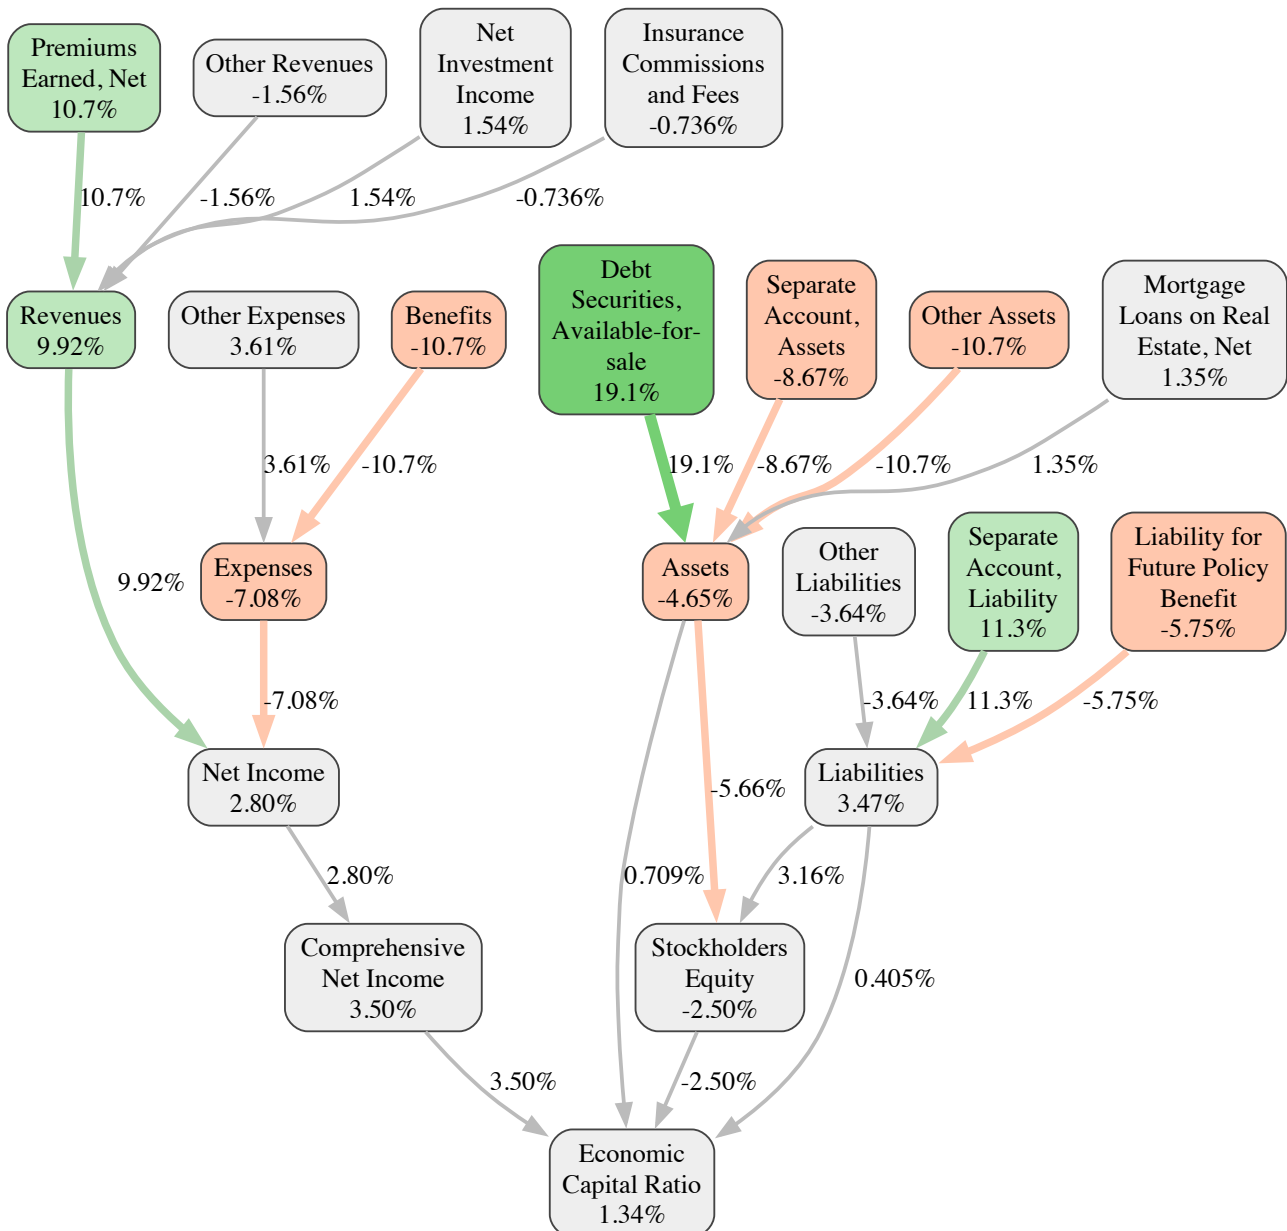 Premiums
Earned, Net
10.7%
Other Revenues
-1.56%
Net
Investment
Income
1.54%
Insurance
Commissions
and Fees
-0.736%
10.7%
-1.56%
1.54%
-0.736%
Revenues
9.92%
Other Expenses
3.61%
Benefits
-10.7%
Debt
Securities,
Available-for-
sale
19.1%
Separate
Account,
Assets
-8.67%
Other Assets
-10.7%
Mortgage
Loans on Real
Estate, Net
1.35%
3.61%
-10.7%
19.1%
-8.67%
-10.7%
1.35%
9.92%
Expenses
-7.08%
Assets
-4.65%
Other
Liabilities
-3.64%
Separate
Account,
Liability
11.3%
Liability for
Future Policy
Benefit
-5.75%
-7.08%
-3.64%
11.3%
-5.75%
Net Income
2.80%
-5.66%
Liabilities
3.47%
2.80%
0.709%
3.16%
Comprehensive
Net Income
3.50%
Stockholders
Equity
-2.50%
0.405%
3.50%
-2.50%
Economic
Capital Ratio
1.34%